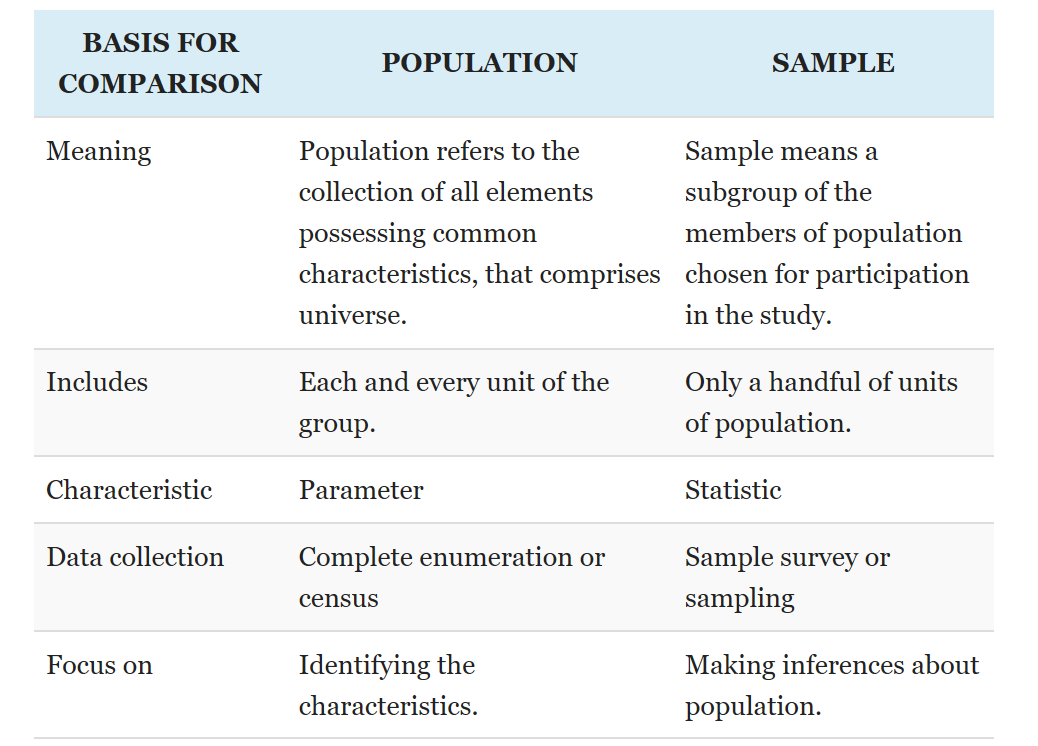 BASIS FOR COMPARISON
POPULATION
SAMPLE
Meaning
Population refers to the
collection of all elements
possessing common
characteristics, that comprises
universe.
Sample means a
subgroup of the
members of population
chosen for participation
in the study.
Includes
Each and every unit of the
group.
Only a handful of units
of population.
Characteristic
Parameter
Statistic
Data collection
Complete enumeration or
census
Sample survey or
sampling
Focus on
Identifying the
characteristics.
Making inferences about
population.